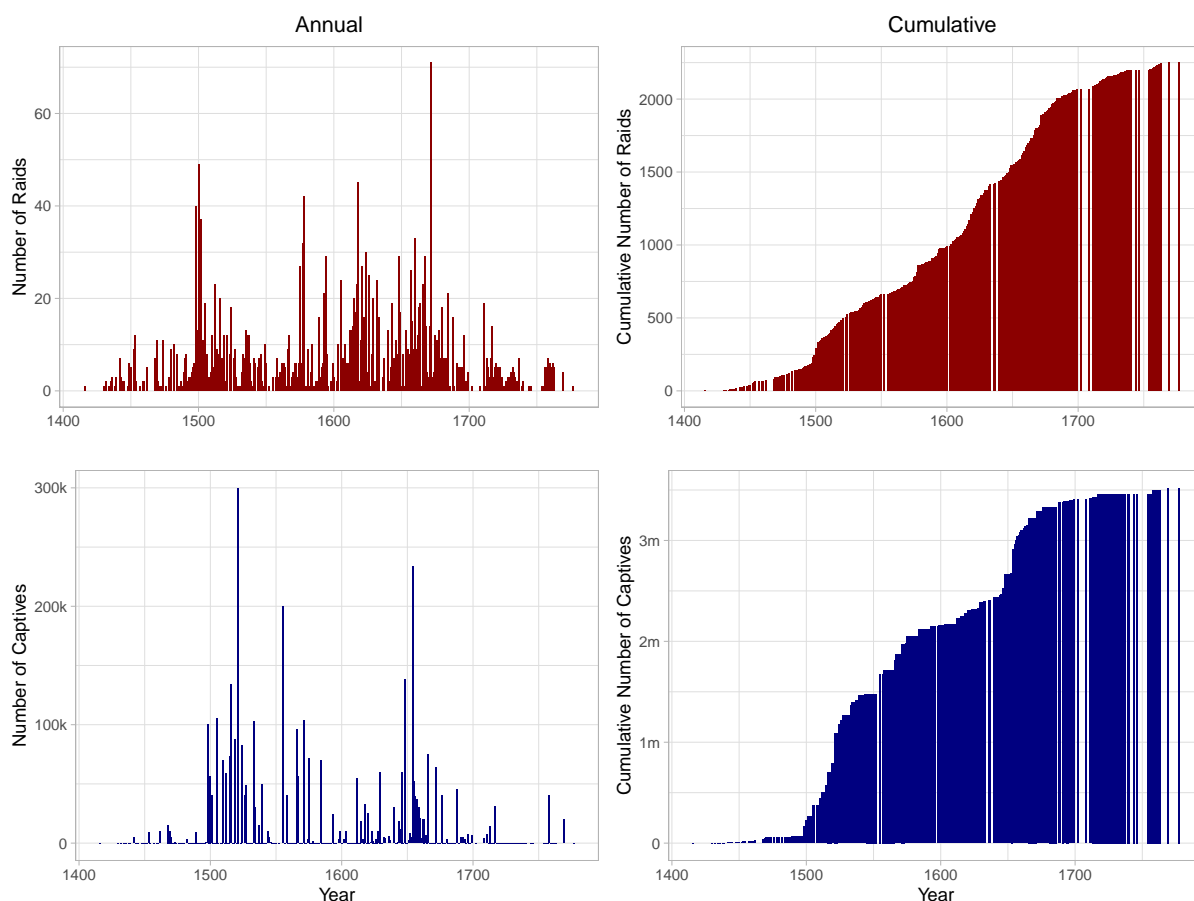 Annual
Cumulative
Number of Raids
60
40
20
0
1400
1500
1600
1700
Cumulative Number of Raids
2000
1500
1000
500
0
1400
1500
1600
1700
Number of Captives
300k
200k
100k
0
1400
1500
1600
1700
Year
Cumulative Number of Captives
3m
2m
1m
0
1400
1500
1600
1700
Year